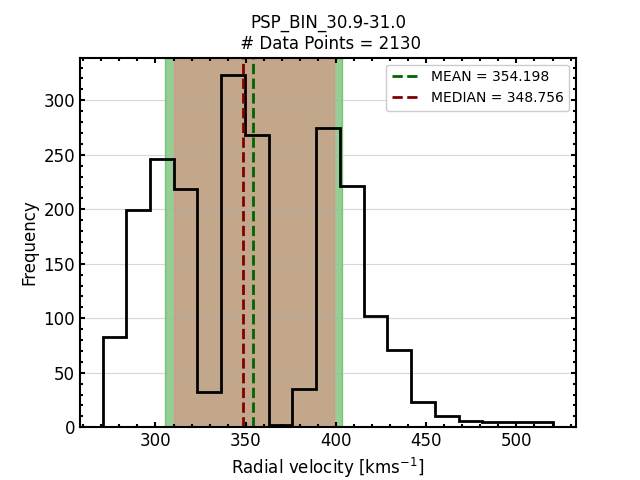 PSP_BIN_30.9-31.0
# Data Points = 2130
MEAN = 354.198
MEDIAN = 348.756
Frequency
300
250
200
150
100
50
0
300 350 400 450 500
Radial velocity [kms⁻¹]